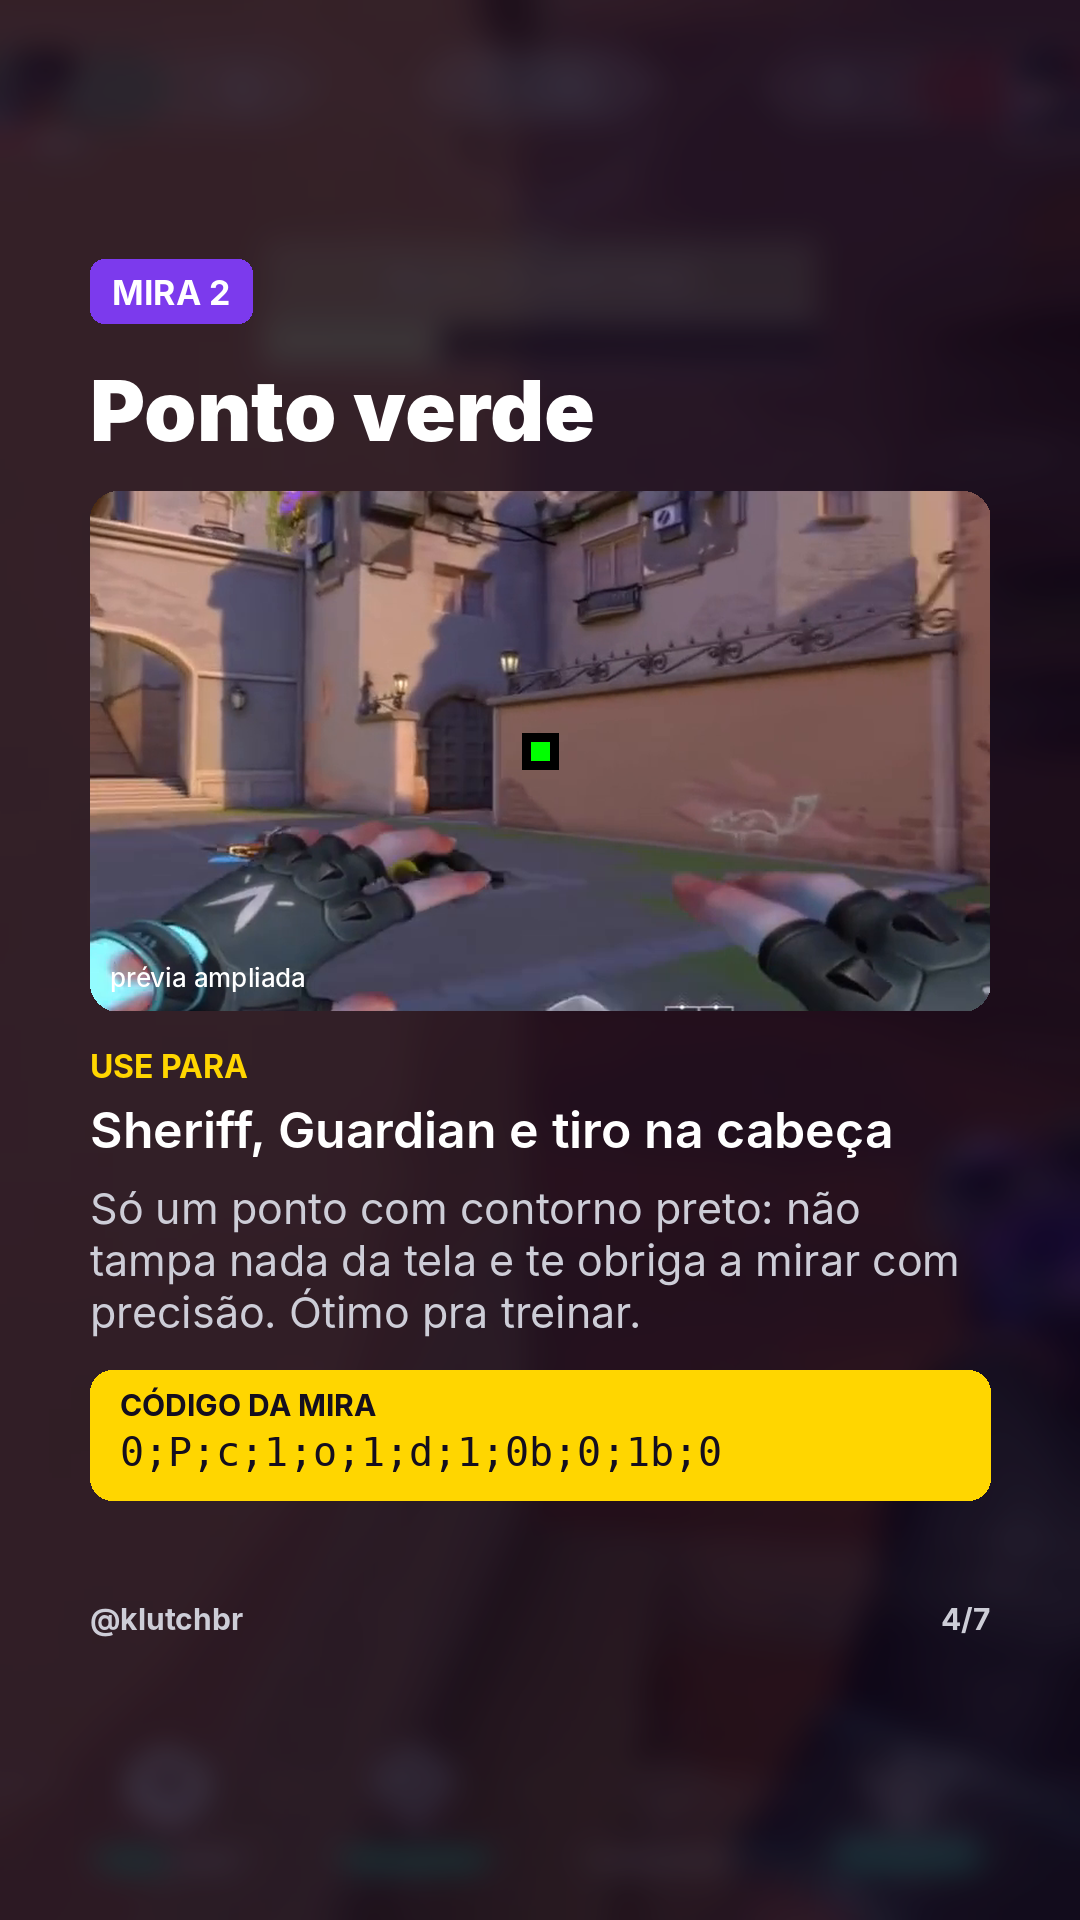 MIRA 2
Ponto verde
prévia ampliada
USE PARA
Sheriff, Guardian e tiro na cabeça
Só um ponto com contorno preto: não
tampa nada da tela e te obriga a mirar com
precisão. Ótimo pra treinar.
CÓDIGO DA MIRA
0;P;c;1;o;1;d;1;0b;0;1b;0
@klutchbr
4/7